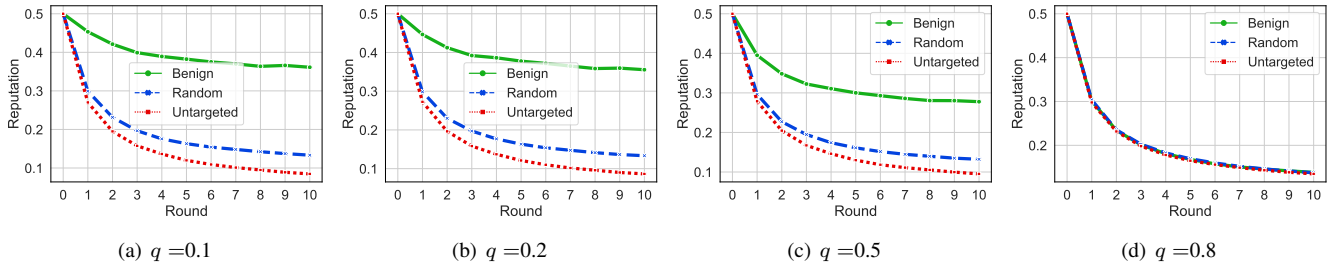 Reputation
0.5
0.4
0.3
0.2
0.1
Benign
Random
Untargeted
0 1 2 3 4 5 6 7 8 9 10
Round
(a) q =0.1
Reputation
0.5
0.4
0.3
0.2
0.1
Benign
Random
Untargeted
0 1 2 3 4 5 6 7 8 9 10
Round
(b) q =0.2
Reputation
0.5
0.4
0.3
0.2
0.1
Benign
Random
Untargeted
0 1 2 3 4 5 6 7 8 9 10
Round
(c) q =0.5
Reputation
0.5
0.4
0.3
0.2
Benign
Random
Untargeted
0 1 2 3 4 5 6 7 8 9 10
Round
(d) q =0.8